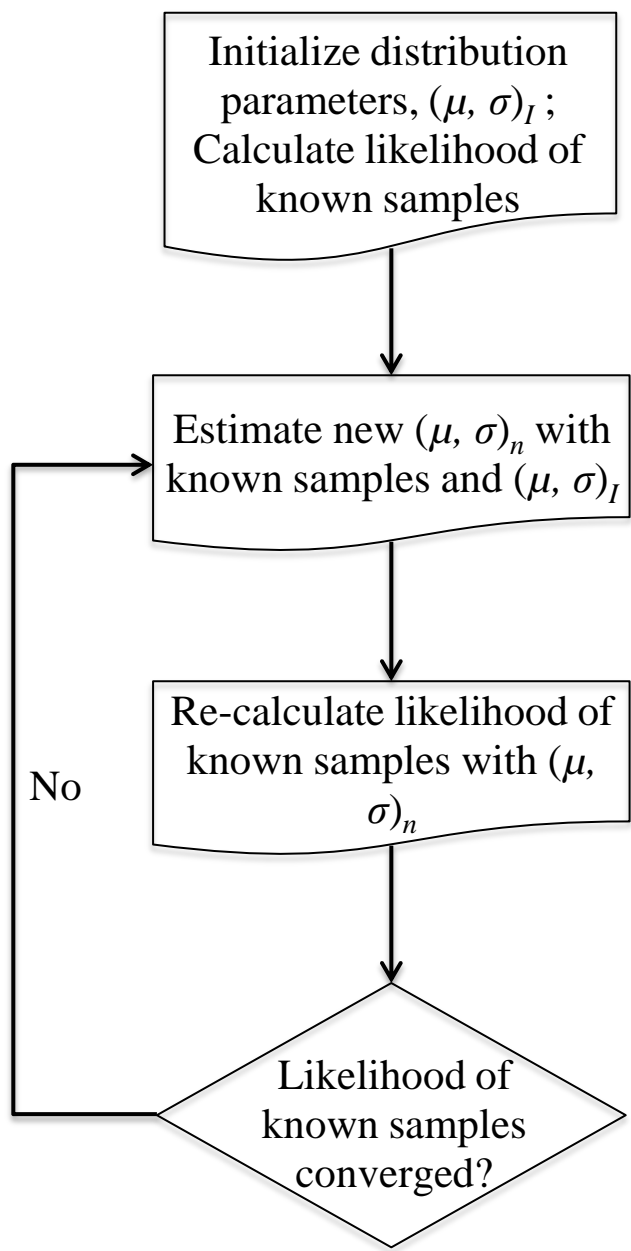 Initialize distribution
parameters, (μ, σ)I ;
Calculate likelihood of
known samples
Estimate new (μ, σ)n with
known samples and (μ, σ)I
Re-calculate likelihood of
known samples with (μ,
σ)n
No
Likelihood of
known samples
converged?